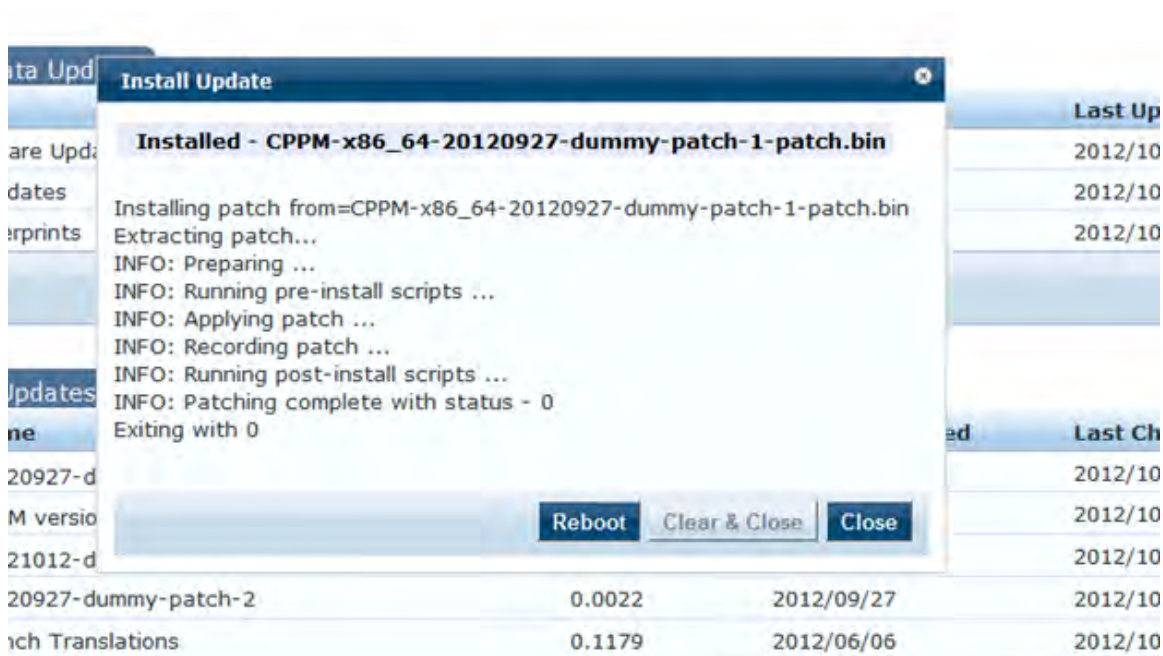 ata Upd
Install Update
Last Up
Installed - CPPM-x86_64-20120927-dummy-patch-1-patch.bin
are Upda
2012/10
dates
2012/10
Installing patch from=CPPM-x86_64-20120927-dummy-patch-1-patch.bin
erprints
2012/10
Extracting patch...
INFO: Preparing ...
INFO: Running pre-install scripts ...
INFO: Applying patch ...
INFO: Recording patch ...
INFO: Running post-install scripts ...
Updates
INFO: Patching complete with status - 0
Exiting with 0
me
ed
Last Ch
20927-d
2012/10
M versio
Reboot
Clear & Close
Close
2012/10
21012-d
2012/10
20927-dummy-patch-2 0.0022 2012/09/27 2012/10
nch Translations 0.1179 2012/06/06 2012/10